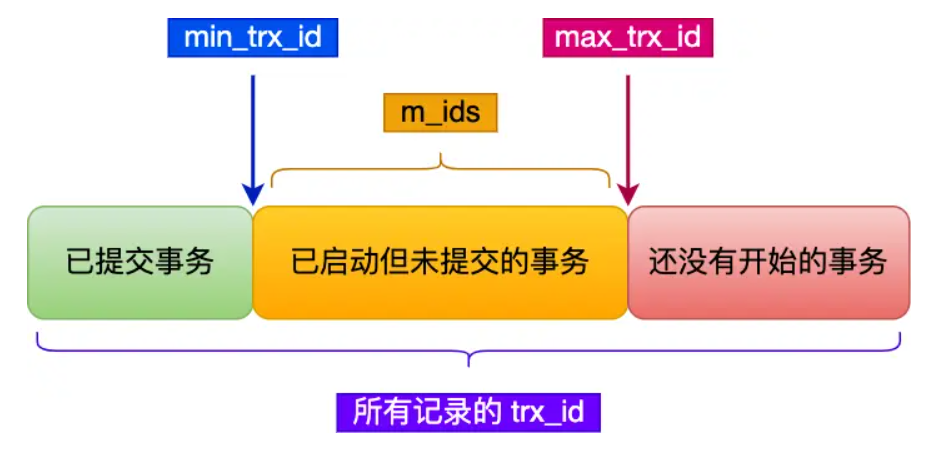 min_trx_id
max_trx_id
m_ids
已提交事务
已启动但未提交的事务
还没有开始的事务
所有记录的 trx_id